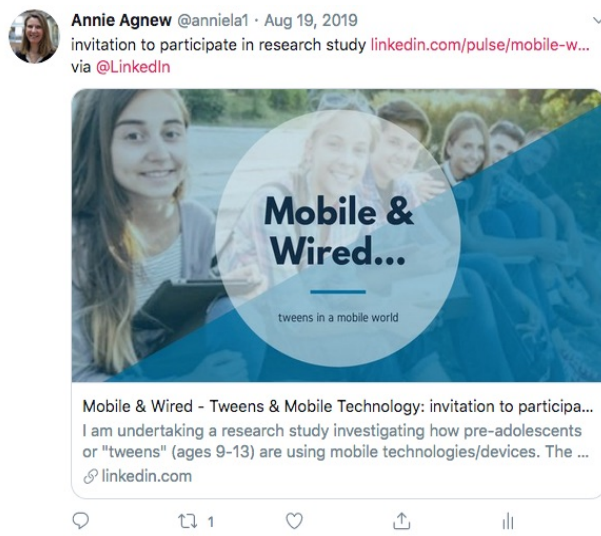 Annie Agnew @anniela1 · Aug 19, 2019
invitation to participate in research study linkedin.com/pulse/mobile-w...
via @LinkedIn
Mobile &
Wired...
tweens in a mobile world
Mobile & Wired - Tweens & Mobile Technology: invitation to participa...
I am undertaking a research study investigating how pre-adolescents
or "tweens" (ages 9-13) are using mobile technologies/devices. The ...
linkedin.com
1